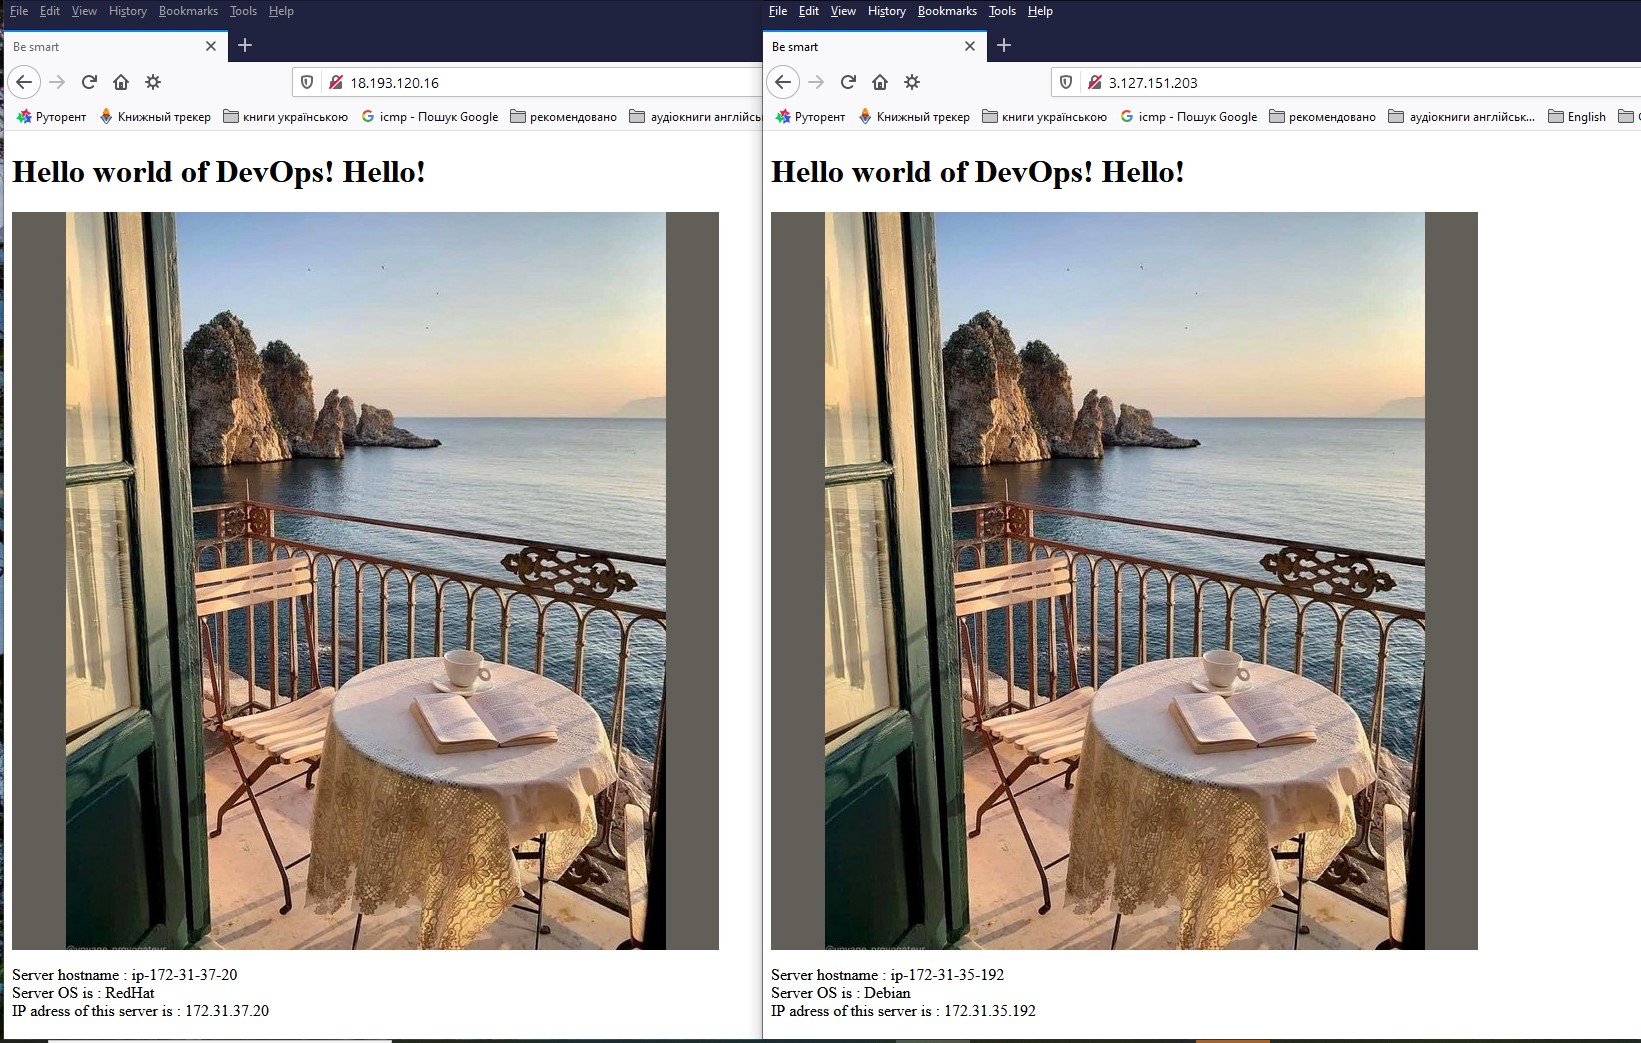 File Edit View History Bookmarks Tools Help
Be smart
18.193.120.16
Руторент Книжный трекер книги українською icmp - Пошук Google рекомендовано аудіокниги англійсь
Hello world of DevOps! Hello!
Server hostname : ip-172-31-37-20
Server OS is : RedHat
IP adress of this server is : 172.31.37.20
File Edit View History Bookmarks Tools Help
Be smart
3.127.151.203
Руторент Книжный трекер книги українською icmp - Пошук Google рекомендовано аудіокниги англійськ... English
Hello world of DevOps! Hello!
Server hostname : ip-172-31-35-192
Server OS is : Debian
IP adress of this server is : 172.31.35.192